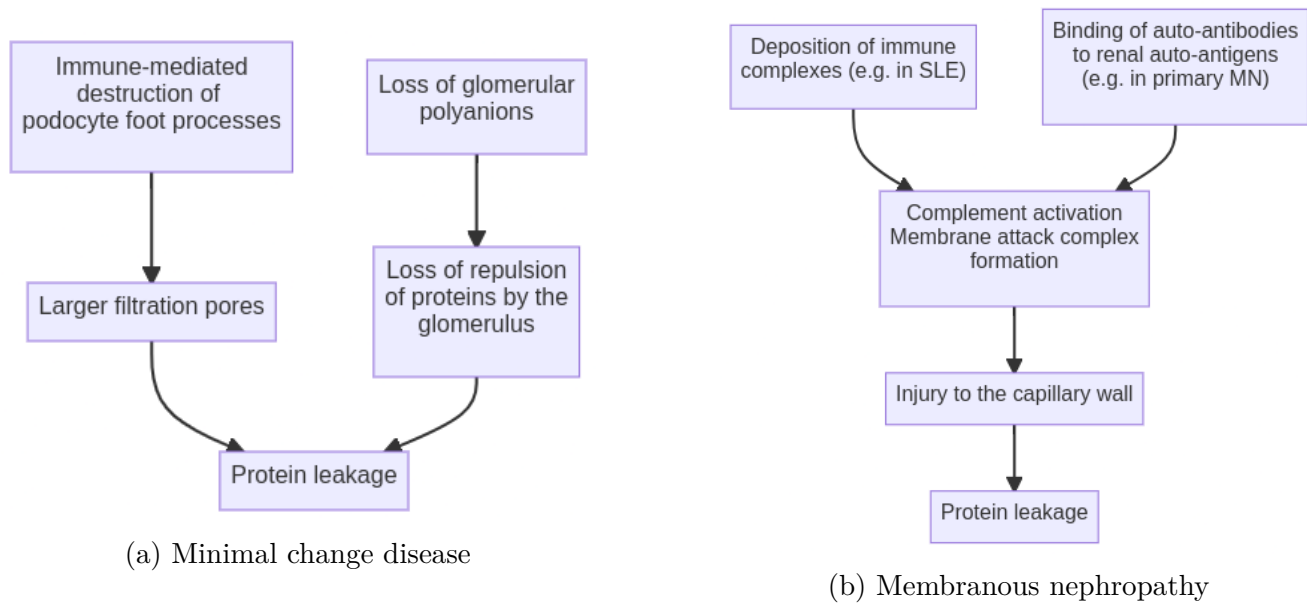 Immune-mediated
destruction of
podocyte foot processes
Loss of glomerular
polyanions
Larger filtration pores
Loss of repulsion
of proteins by the
glomerulus
Protein leakage
(a) Minimal change disease
Deposition of immune
complexes (e.g. in SLE)
Binding of auto-antibodies
to renal auto-antigens
(e.g. in primary MN)
Complement activation
Membrane attack complex
formation
Injury to the capillary wall
Protein leakage
(b) Membranous nephropathy